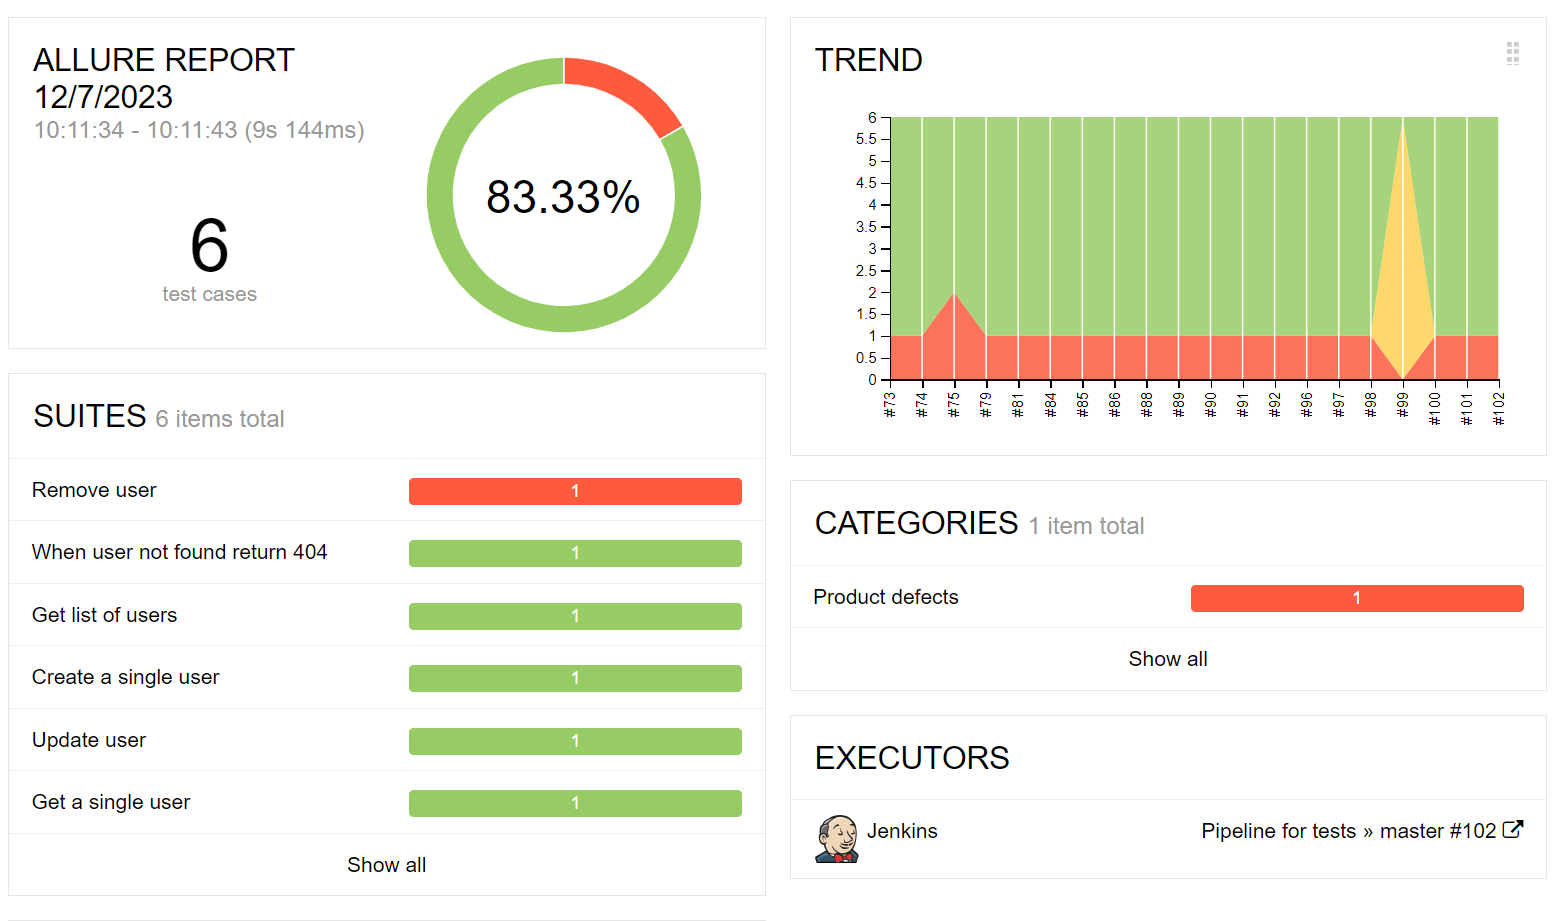 ALLURE REPORT
12/7/2023
10:11:34 - 10:11:43 (9s 144ms)
6
test cases
83.33%
SUITES 6 items total
Remove user 1
When user not found return 404 1
Get list of users 1
Create a single user 1
Update user 1
Get a single user 1
Show all
TREND
6
5.5
5
4.5
4
3.5
3
2.5
2
1.5
1
0.5
0
#73 #74 #75 #79 #81 #84 #85 #86 #88 #89 #90 #91 #92 #96 #97 #98 #99 #100 #101 #102
CATEGORIES 1 item total
Product defects 1
Show all
EXECUTORS
Jenkins Pipeline for tests » master #102